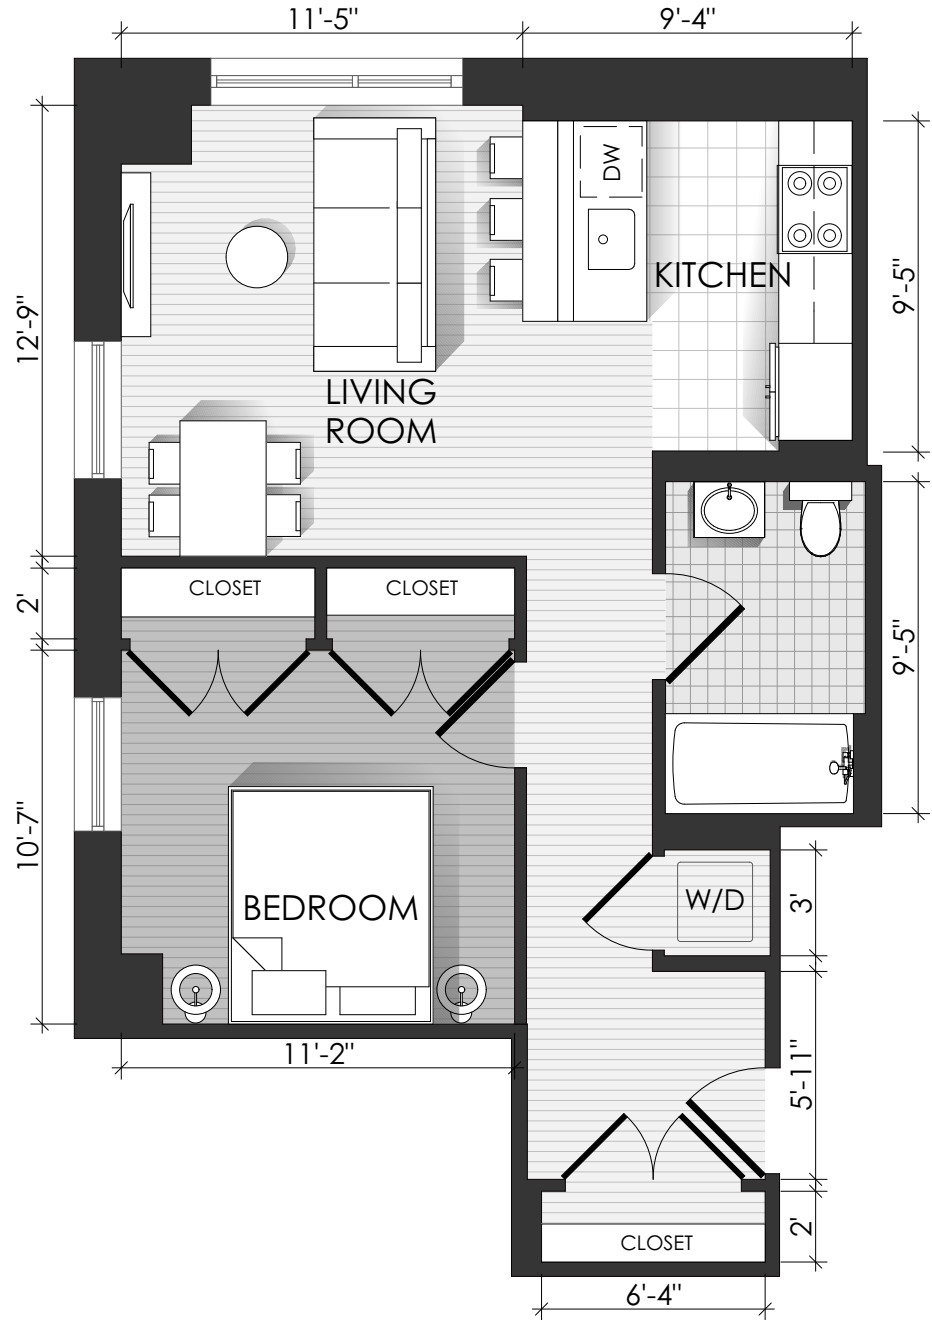 11'-5"
9'-4"
DW
KITCHEN
9'-5"
12'-9"
LIVING
ROOM
CLOSET
CLOSET
2'
9'-5"
10'-7"
BEDROOM
W/D
3'
11'-2"
5'-11"
CLOSET
2'
6'-4"